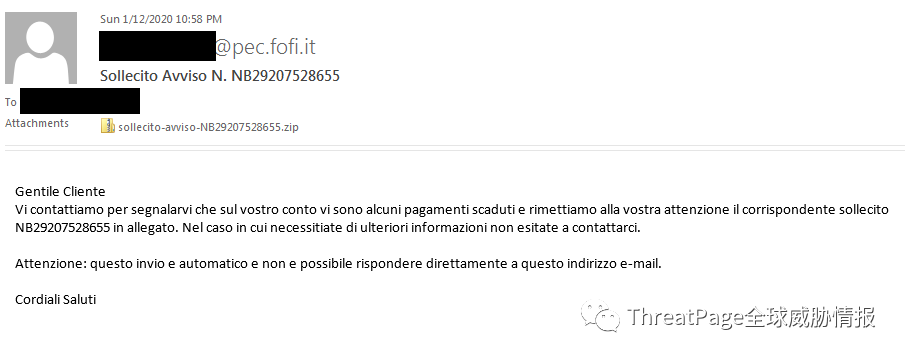 Sun 1/12/2020 10:58 PM
@pec.fofi.it
Sollecito Avviso N. NB29207528655
To
Attachments sollecito-avviso-NB29207528655.zip
Gentile Cliente
Vi contattiamo per segnalarvi che sul vostro conto vi sono alcuni pagamenti scaduti e rimettiamo alla vostra attenzione il corrispondente sollecito
NB29207528655 in allegato. Nel caso in cui necessitiate di ulteriori informazioni non esitate a contattarci.
Attenzione: questo invio e automatico e non e possibile rispondere direttamente a questo indirizzo e-mail.
Cordiali Saluti
ThreatPage全球威胁情报